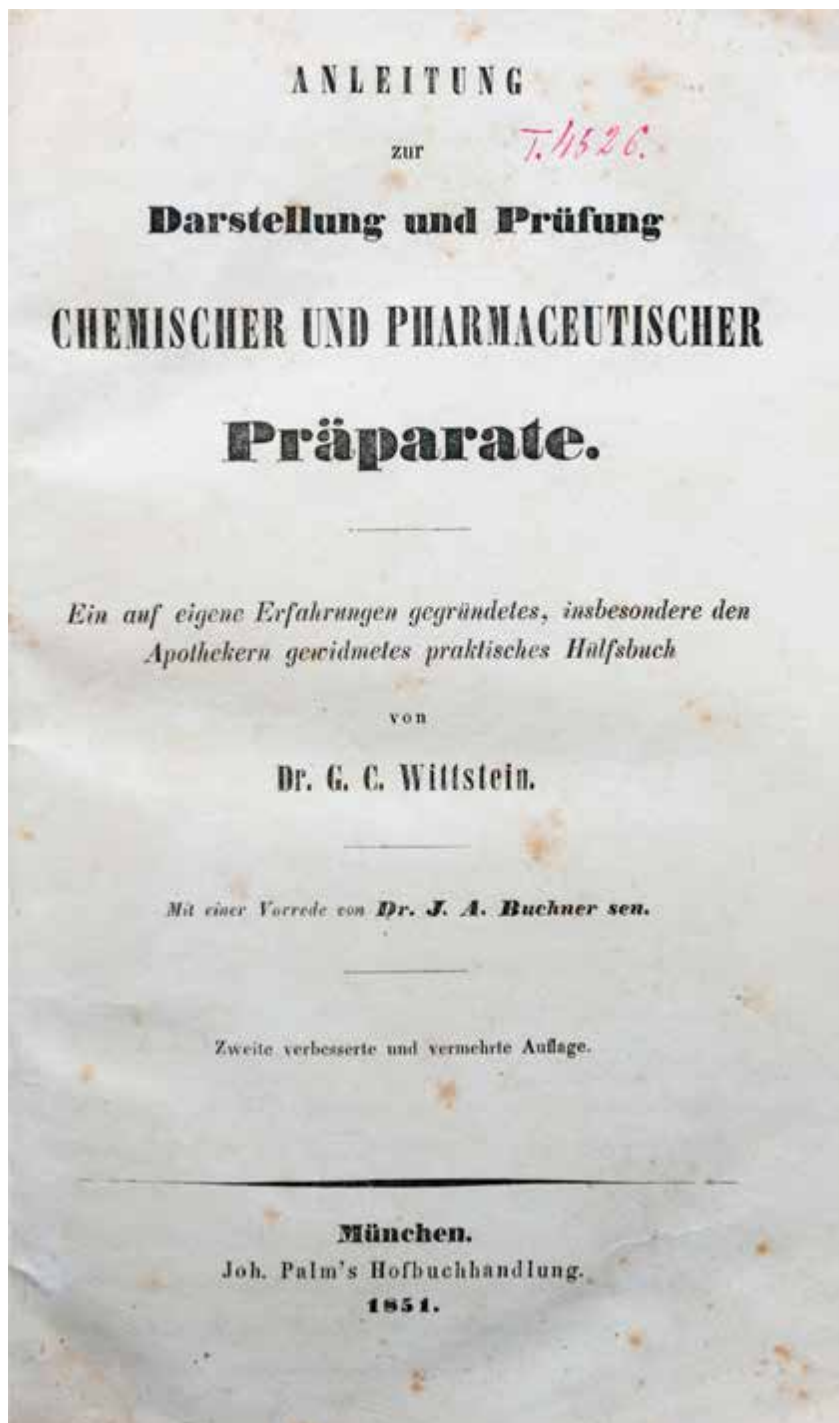 ANLEITUNG
zur
T. 4526.
Darstellung und Prüfung
CHEMISCHER UND PHARMACEUTISCHER
Präparate.
Ein auf eigene Erfahrungen gegründetes, insbesondere den
Apothekern gewidmetes praktisches Hülfsbuch
von
Dr. G. C. Wittstein.
Mit einer Vorrede von Dr. J. A. Buchner sen.
Zweite verbesserte und vermehrte Auflage.
München.
Joh. Palm's Hofbuchhandlung.
1851.